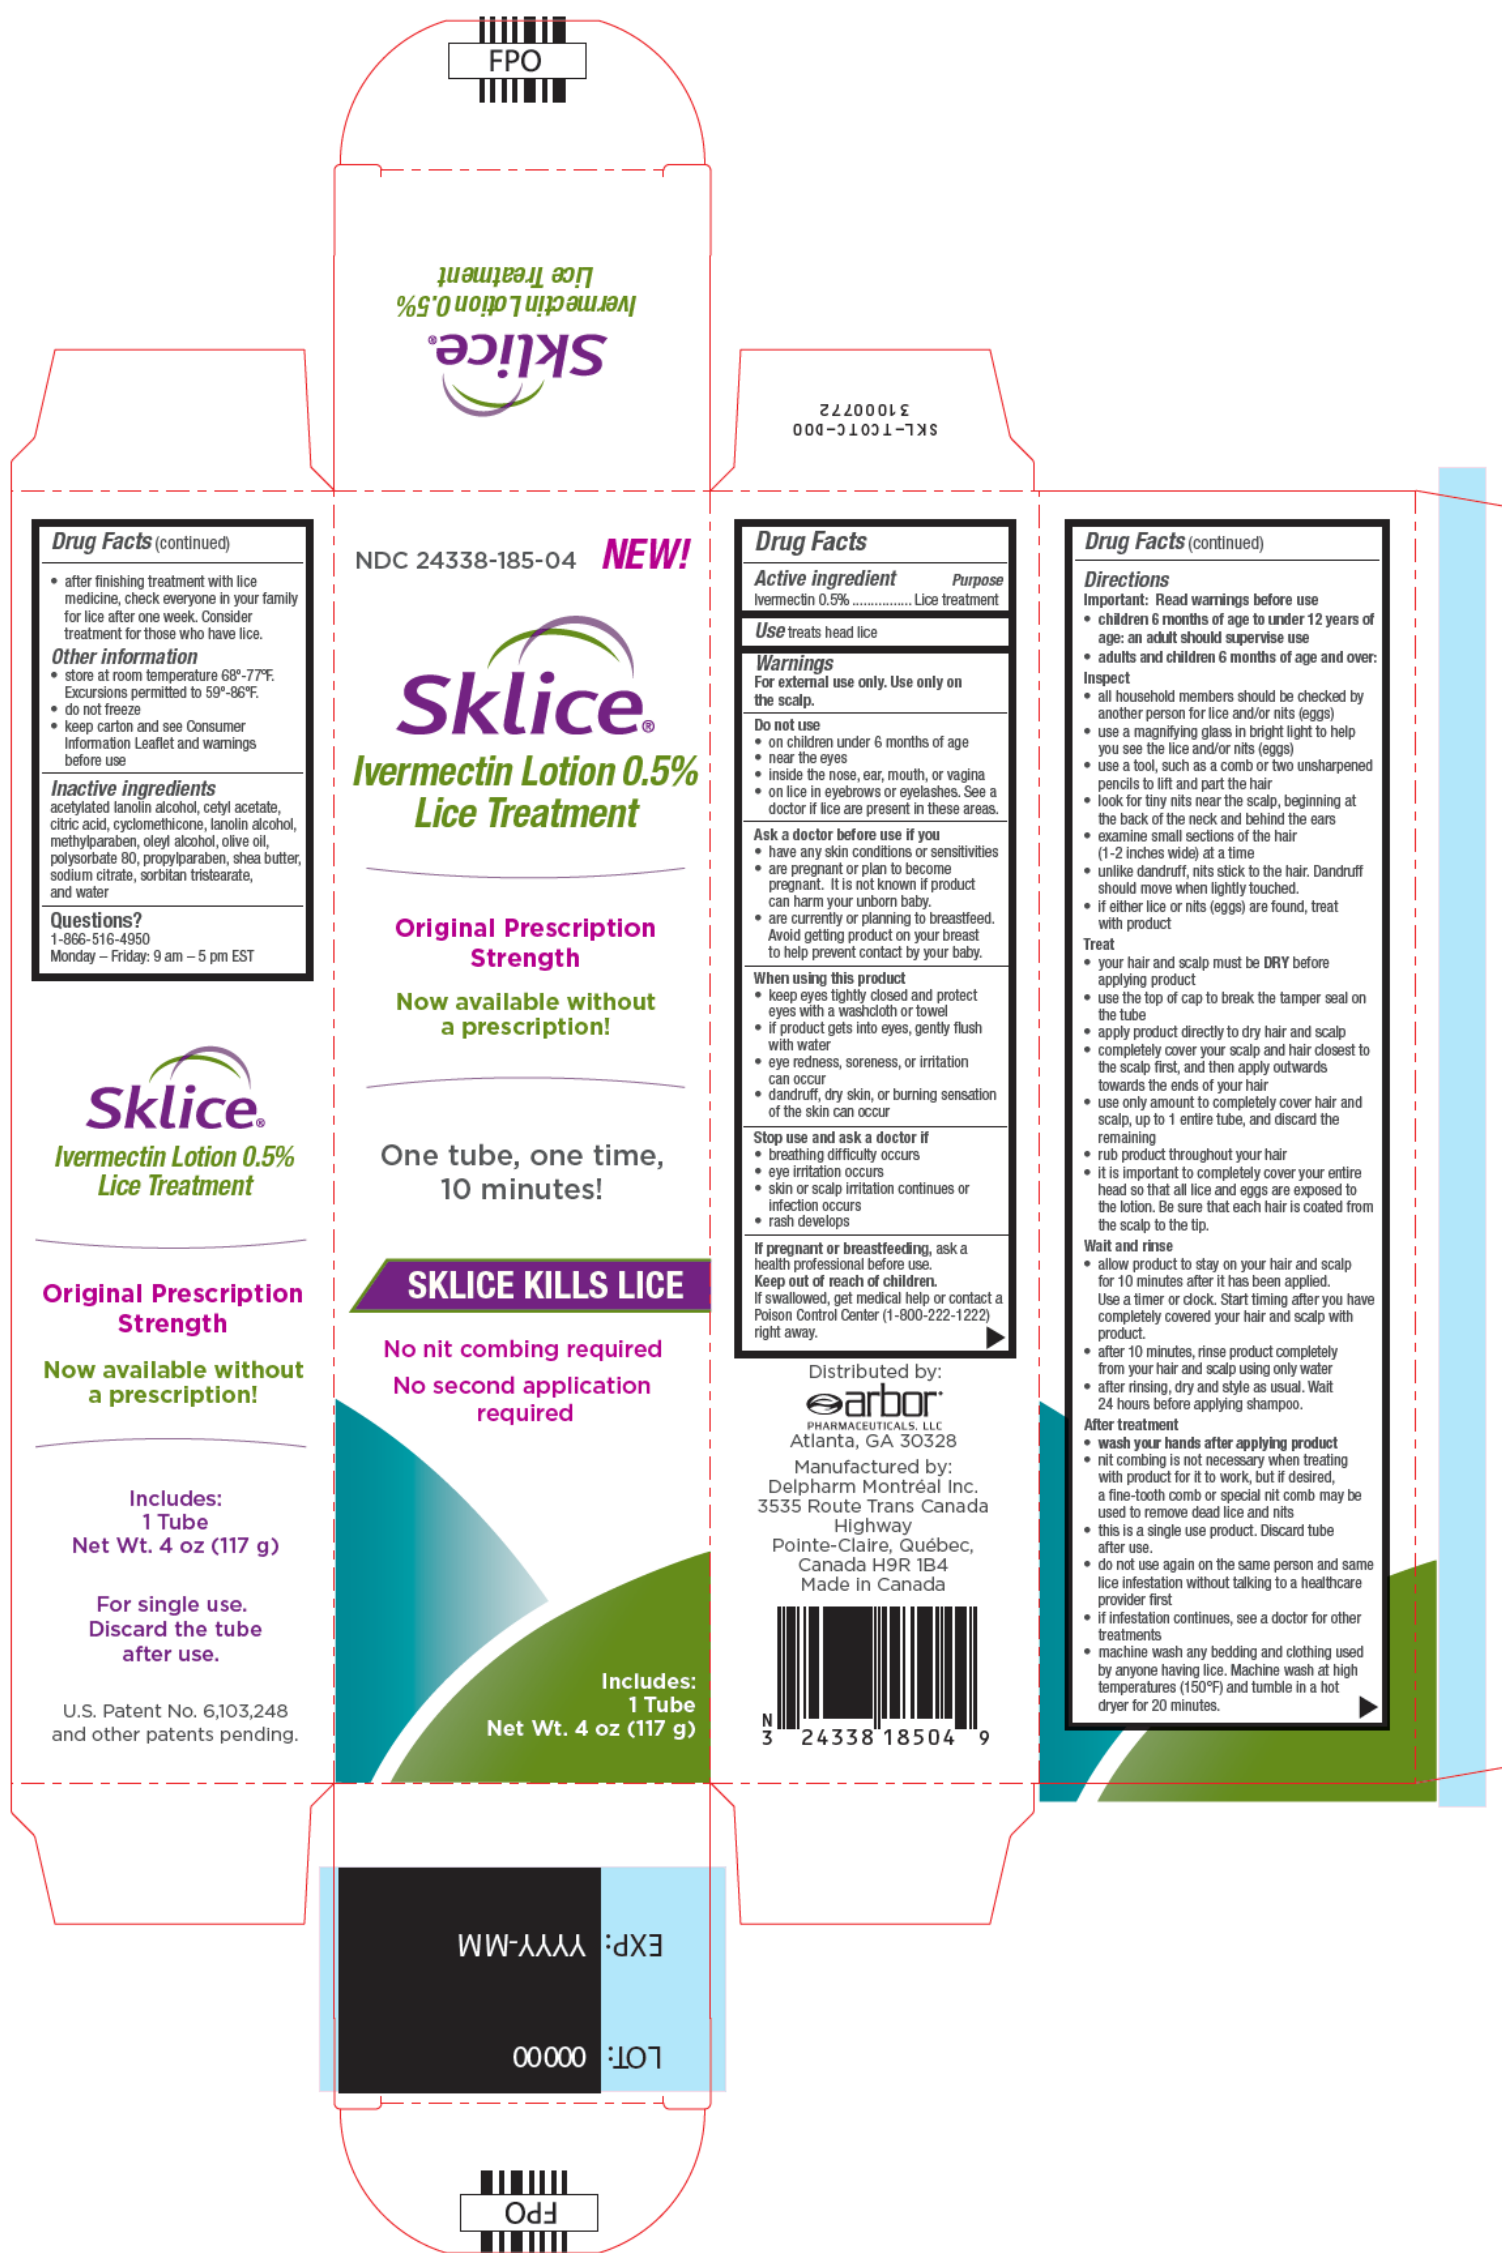 FPO
Sklice®
Ivermectin Lotion 0.5%
Lice Treatment
SKL-TCOTC-D00
31000772
Drug Facts (continued)
• after finishing treatment with lice
medicine, check everyone in your family
for lice after one week. Consider
treatment for those who have lice.
Other information
• store at room temperature 68º-77ºF.
Excursions permitted to 59º-86ºF.
• do not freeze
• keep carton and see Consumer
Information Leaflet and warnings
before use
Inactive ingredients
acetylated lanolin alcohol, cetyl acetate,
citric acid, cyclomethicone, lanolin alcohol,
methylparaben, oleyl alcohol, olive oil,
polysorbate 80, propylparaben, shea butter,
sodium citrate, sorbitan tristearate,
and water
Questions?
1-866-516-4950
Monday – Friday: 9 am – 5 pm EST
Sklice®
Ivermectin Lotion 0.5%
Lice Treatment
Original Prescription
Strength
Now available without
a prescription!
Includes:
1 Tube
Net Wt. 4 oz (117 g)
For single use.
Discard the tube
after use.
U.S. Patent No. 6,103,248
and other patents pending.
NDC 24338-185-04 NEW!
Sklice®
Ivermectin Lotion 0.5%
Lice Treatment
Original Prescription
Strength
Now available without
a prescription!
One tube, one time,
10 minutes!
SKLICE KILLS LICE
No nit combing required
No second application
required
Includes:
1 Tube
Net Wt. 4 oz (117 g)
Drug Facts
Active ingredient Purpose
Ivermectin 0.5% ................ Lice treatment
Use treats head lice
Warnings
For external use only. Use only on
the scalp.
Do not use
• on children under 6 months of age
• near the eyes
• inside the nose, ear, mouth, or vagina
• on lice in eyebrows or eyelashes. See a
doctor if lice are present in these areas.
Ask a doctor before use if you
• have any skin conditions or sensitivities
• are pregnant or plan to become
pregnant. It is not known if product
can harm your unborn baby.
• are currently or planning to breastfeed.
Avoid getting product on your breast
to help prevent contact by your baby.
When using this product
• keep eyes tightly closed and protect
eyes with a washcloth or towel
• if product gets into eyes, gently flush
with water
• eye redness, soreness, or irritation
can occur
• dandruff, dry skin, or burning sensation
of the skin can occur
Stop use and ask a doctor if
• breathing difficulty occurs
• eye irritation occurs
• skin or scalp irritation continues or
infection occurs
• rash develops
If pregnant or breastfeeding, ask a
health professional before use.
Keep out of reach of children.
If swallowed, get medical help or contact a
Poison Control Center (1-800-222-1222)
right away.
Distributed by:
arbor
PHARMACEUTICALS, LLC
Atlanta, GA 30328
Manufactured by:
Delpharm Montréal Inc.
3535 Route Trans Canada
Highway
Pointe-Claire, Québec,
Canada H9R 1B4
Made in Canada
N
3 24338 18504 9
Drug Facts (continued)
Directions
Important: Read warnings before use
• children 6 months of age to under 12 years of
age: an adult should supervise use
• adults and children 6 months of age and over:
Inspect
• all household members should be checked by
another person for lice and/or nits (eggs)
• use a magnifying glass in bright light to help
you see the lice and/or nits (eggs)
• use a tool, such as a comb or two unsharpened
pencils to lift and part the hair
• look for tiny nits near the scalp, beginning at
the back of the neck and behind the ears
• examine small sections of the hair
(1-2 inches wide) at a time
• unlike dandruff, nits stick to the hair. Dandruff
should move when lightly touched.
• if either lice or nits (eggs) are found, treat
with product
Treat
• your hair and scalp must be DRY before
applying product
• use the top of cap to break the tamper seal on
the tube
• apply product directly to dry hair and scalp
• completely cover your scalp and hair closest to
the scalp first, and then apply outwards
towards the ends of your hair
• use only amount to completely cover hair and
scalp, up to 1 entire tube, and discard the
remaining
• rub product throughout your hair
• it is important to completely cover your entire
head so that all lice and eggs are exposed to
the lotion. Be sure that each hair is coated from
the scalp to the tip.
Wait and rinse
• allow product to stay on your hair and scalp
for 10 minutes after it has been applied.
Use a timer or clock. Start timing after you have
completely covered your hair and scalp with
product.
• after 10 minutes, rinse product completely
from your hair and scalp using only water
• after rinsing, dry and style as usual. Wait
24 hours before applying shampoo.
After treatment
• wash your hands after applying product
• nit combing is not necessary when treating
with product for it to work, but if desired,
a fine-tooth comb or special nit comb may be
used to remove dead lice and nits
• this is a single use product. Discard tube
after use.
• do not use again on the same person and same
lice infestation without talking to a healthcare
provider first
• if infestation continues, see a doctor for other
treatments
• machine wash any bedding and clothing used
by anyone having lice. Machine wash at high
temperatures (150ºF) and tumble in a hot
dryer for 20 minutes.
LOT: 00000
EXP: YYYY-MM
FPO